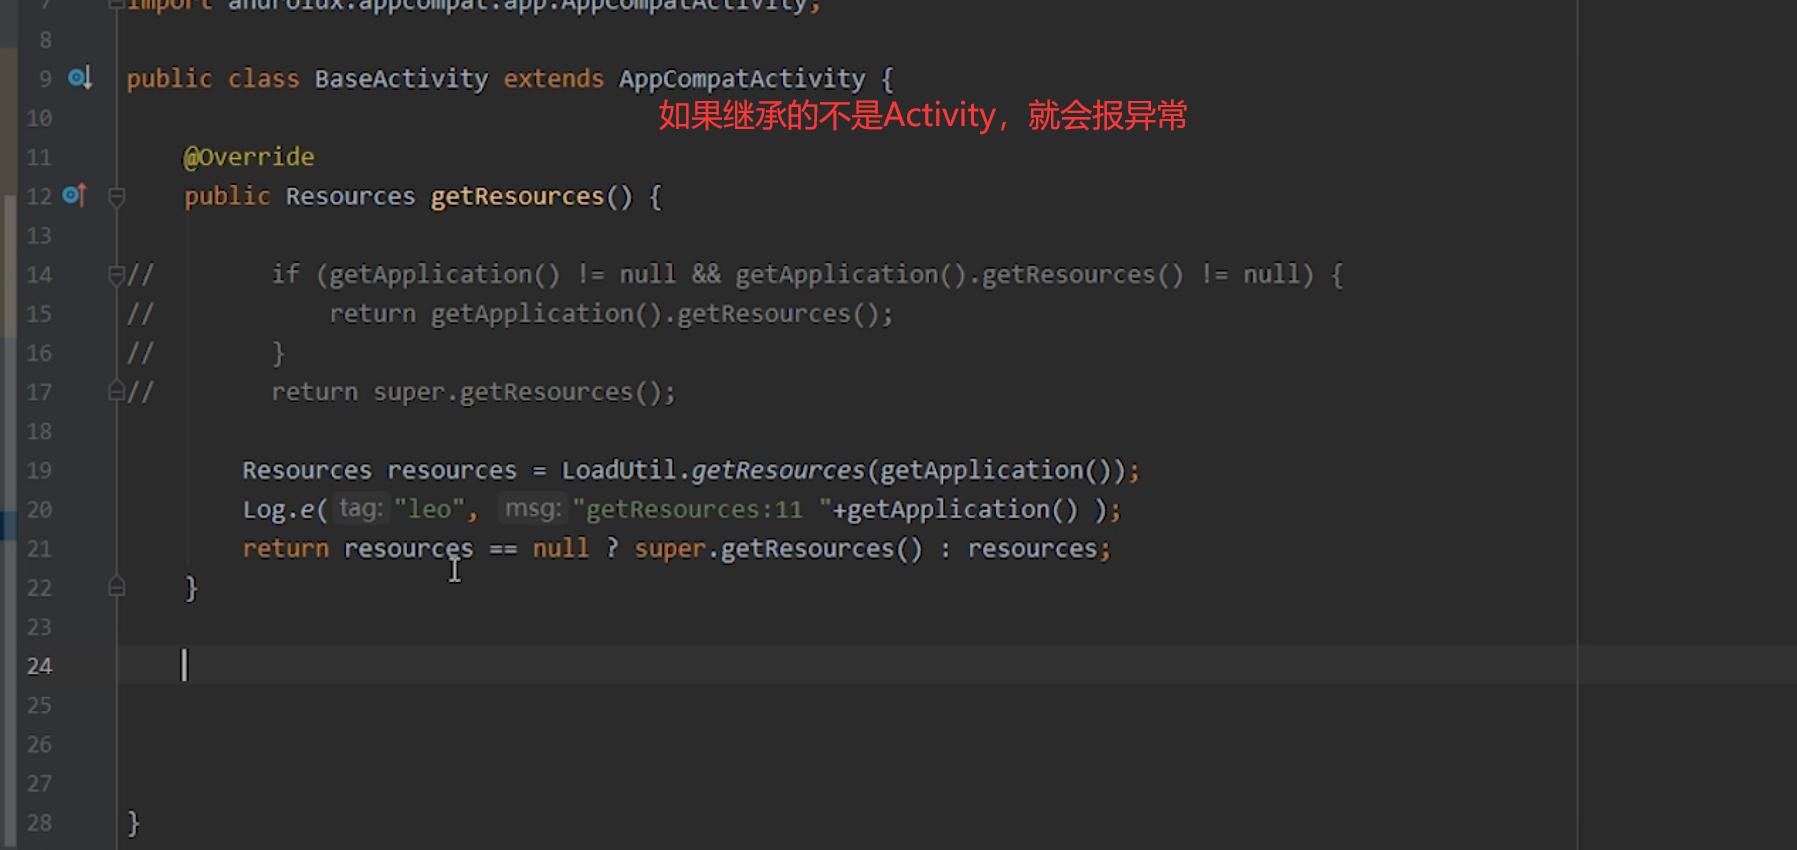 7 import androidx.appcompat.app.AppCompatActivity;
8
9 public class BaseActivity extends AppCompatActivity {
如果继承的不是Activity，就会报异常
10
11 @Override
12 public Resources getResources() {
13
14 // if (getApplication() != null && getApplication().getResources() != null) {
15 // return getApplication().getResources();
16 // }
17 // return super.getResources();
18
19 Resources resources = LoadUtil.getResources(getApplication());
20 Log.e( tag: "leo", msg: "getResources:11 "+getApplication() );
21 return resources == null ? super.getResources() : resources;
22 }
23
24
25
26
27
28 }